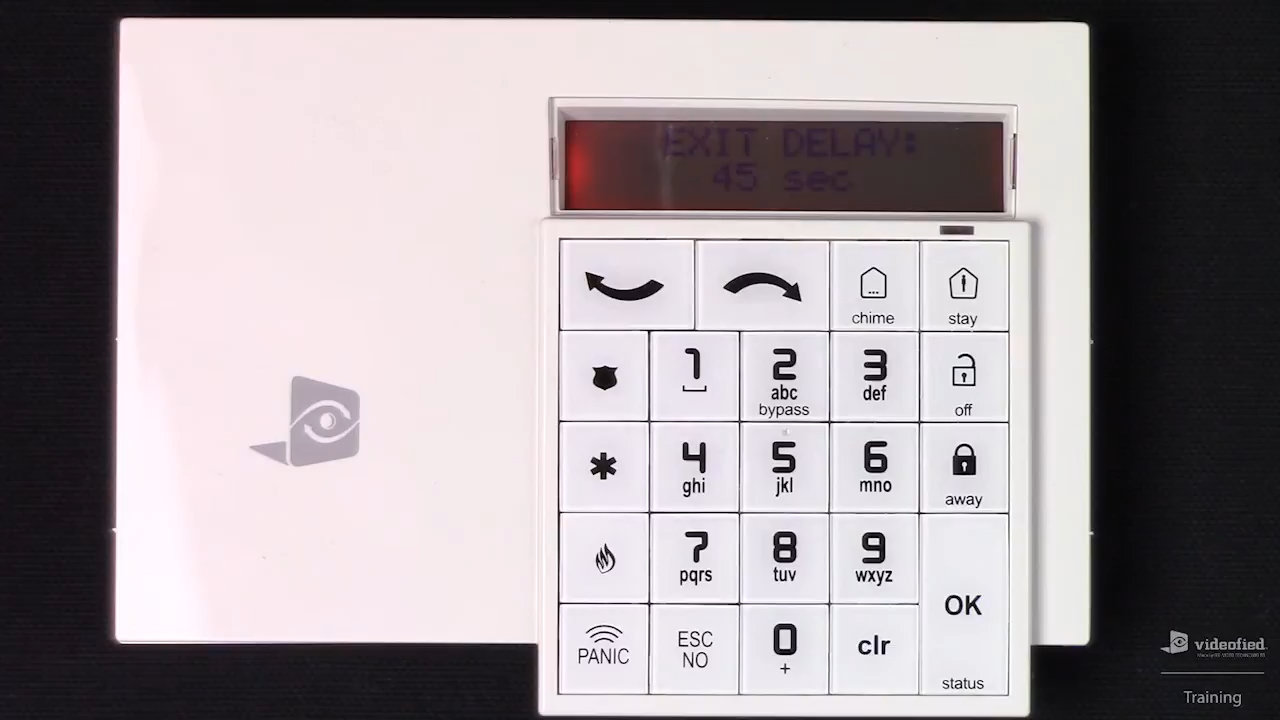 EXIT DELAY:
45 sec
chime
stay
1
2
abc
bypass
3
def
off
*
4
ghi
5
jkl
6
mno
away
7
pqrs
8
tuv
9
wxyz
OK
PANIC
ESC
NO
0
+
clr
status
videofied
Training